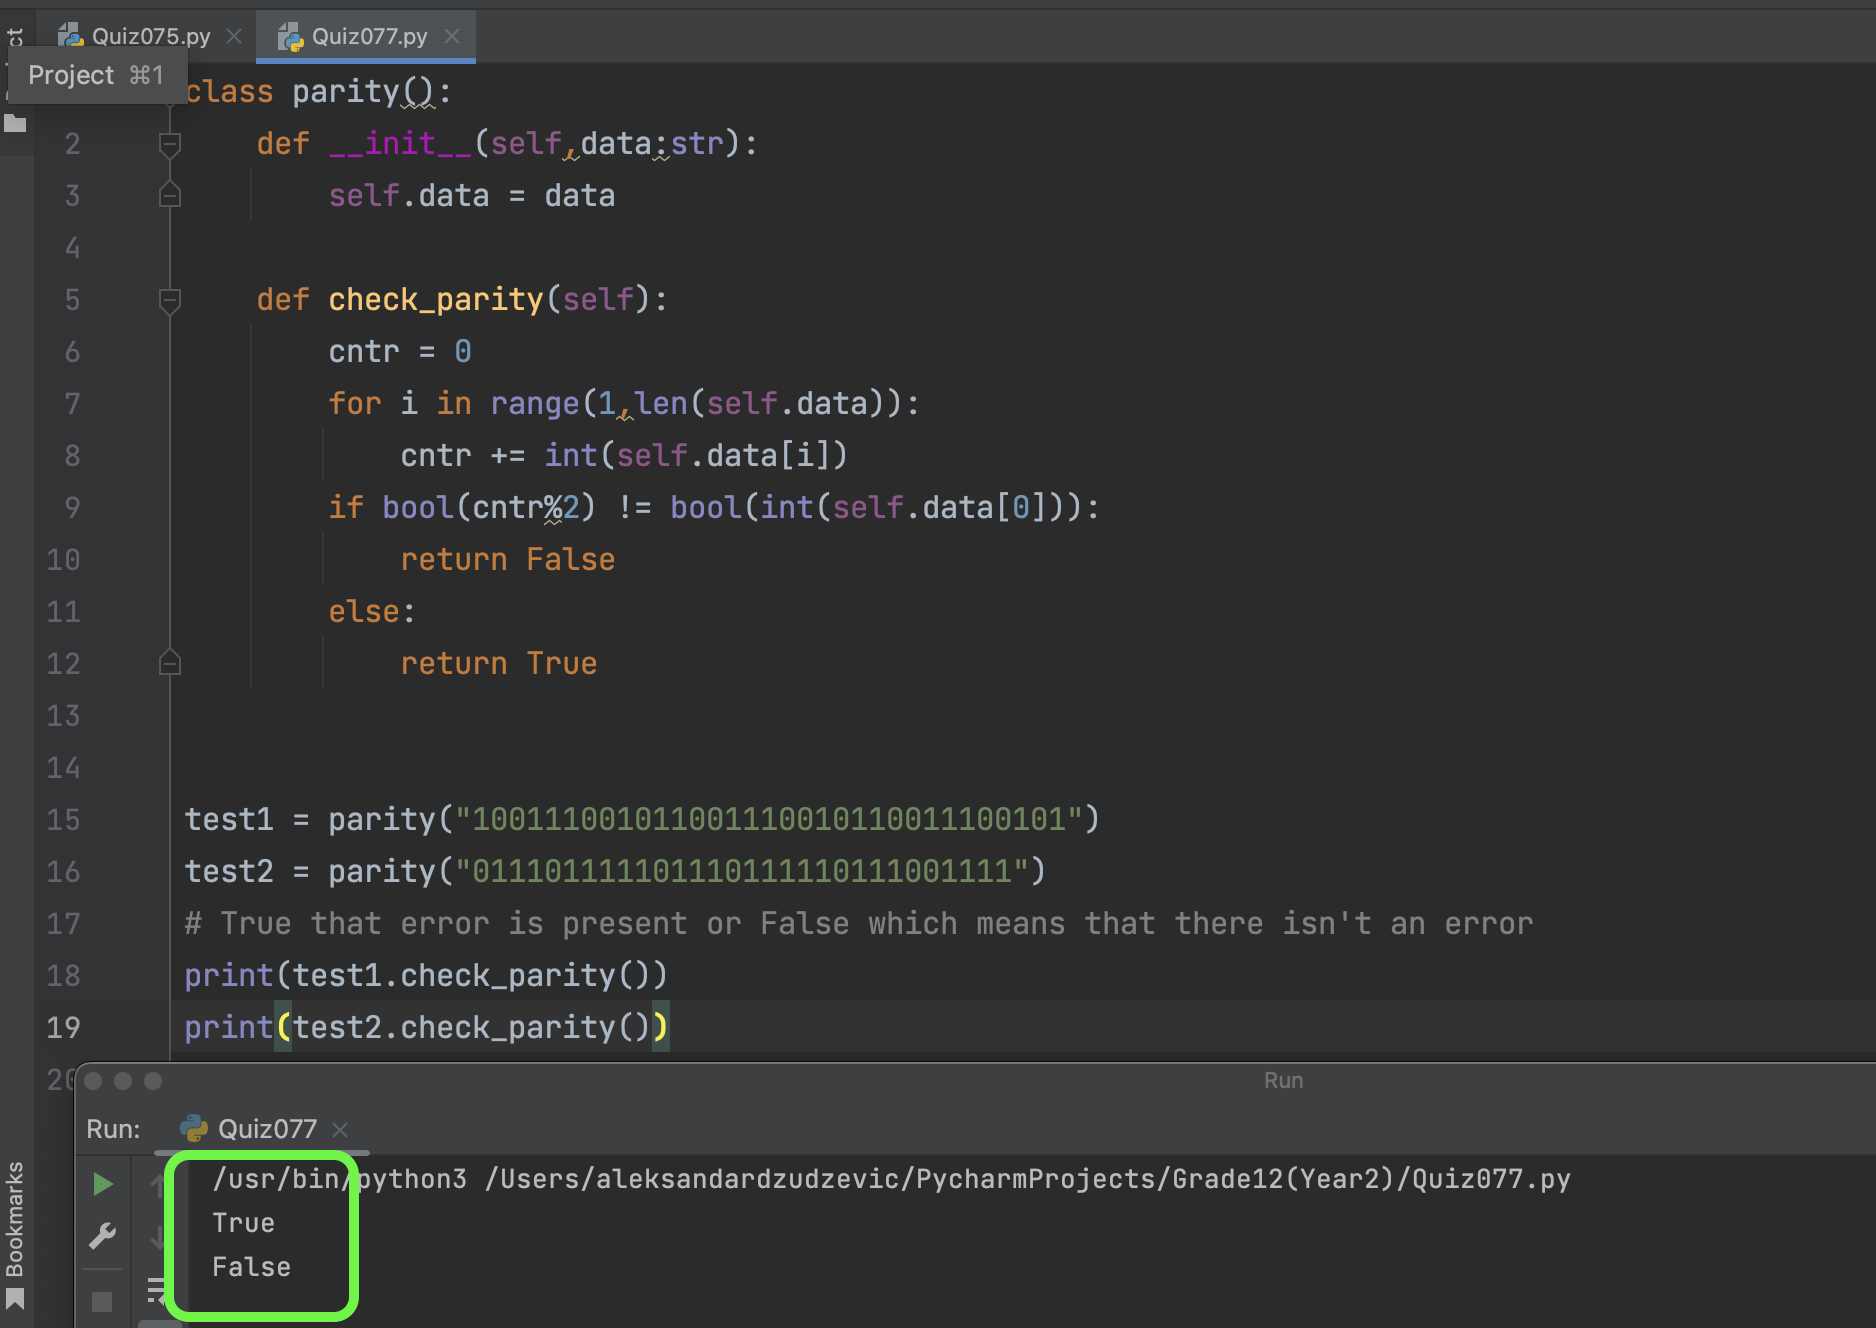 Quiz075.py
Quiz077.py
Project ⌘1
class parity():
2 def __init__(self,data:str):
3 self.data = data
4
5 def check_parity(self):
6 cntr = 0
7 for i in range(1,len(self.data)):
8 cntr += int(self.data[i])
9 if bool(cntr%2) != bool(int(self.data[0])):
10 return False
11 else:
12 return True
13
14
15 test1 = parity("1001110010110011100101100111100101")
16 test2 = parity("0111011111011101111110111001111")
17 # True that error is present or False which means that there isn't an error
18 print(test1.check_parity())
19 print(test2.check_parity())
20
Run
Run: Quiz077
/usr/bin/python3 /Users/aleksandardzudzevic/PycharmProjects/Grade12(Year2)/Quiz077.py
True
False
Bookmarks